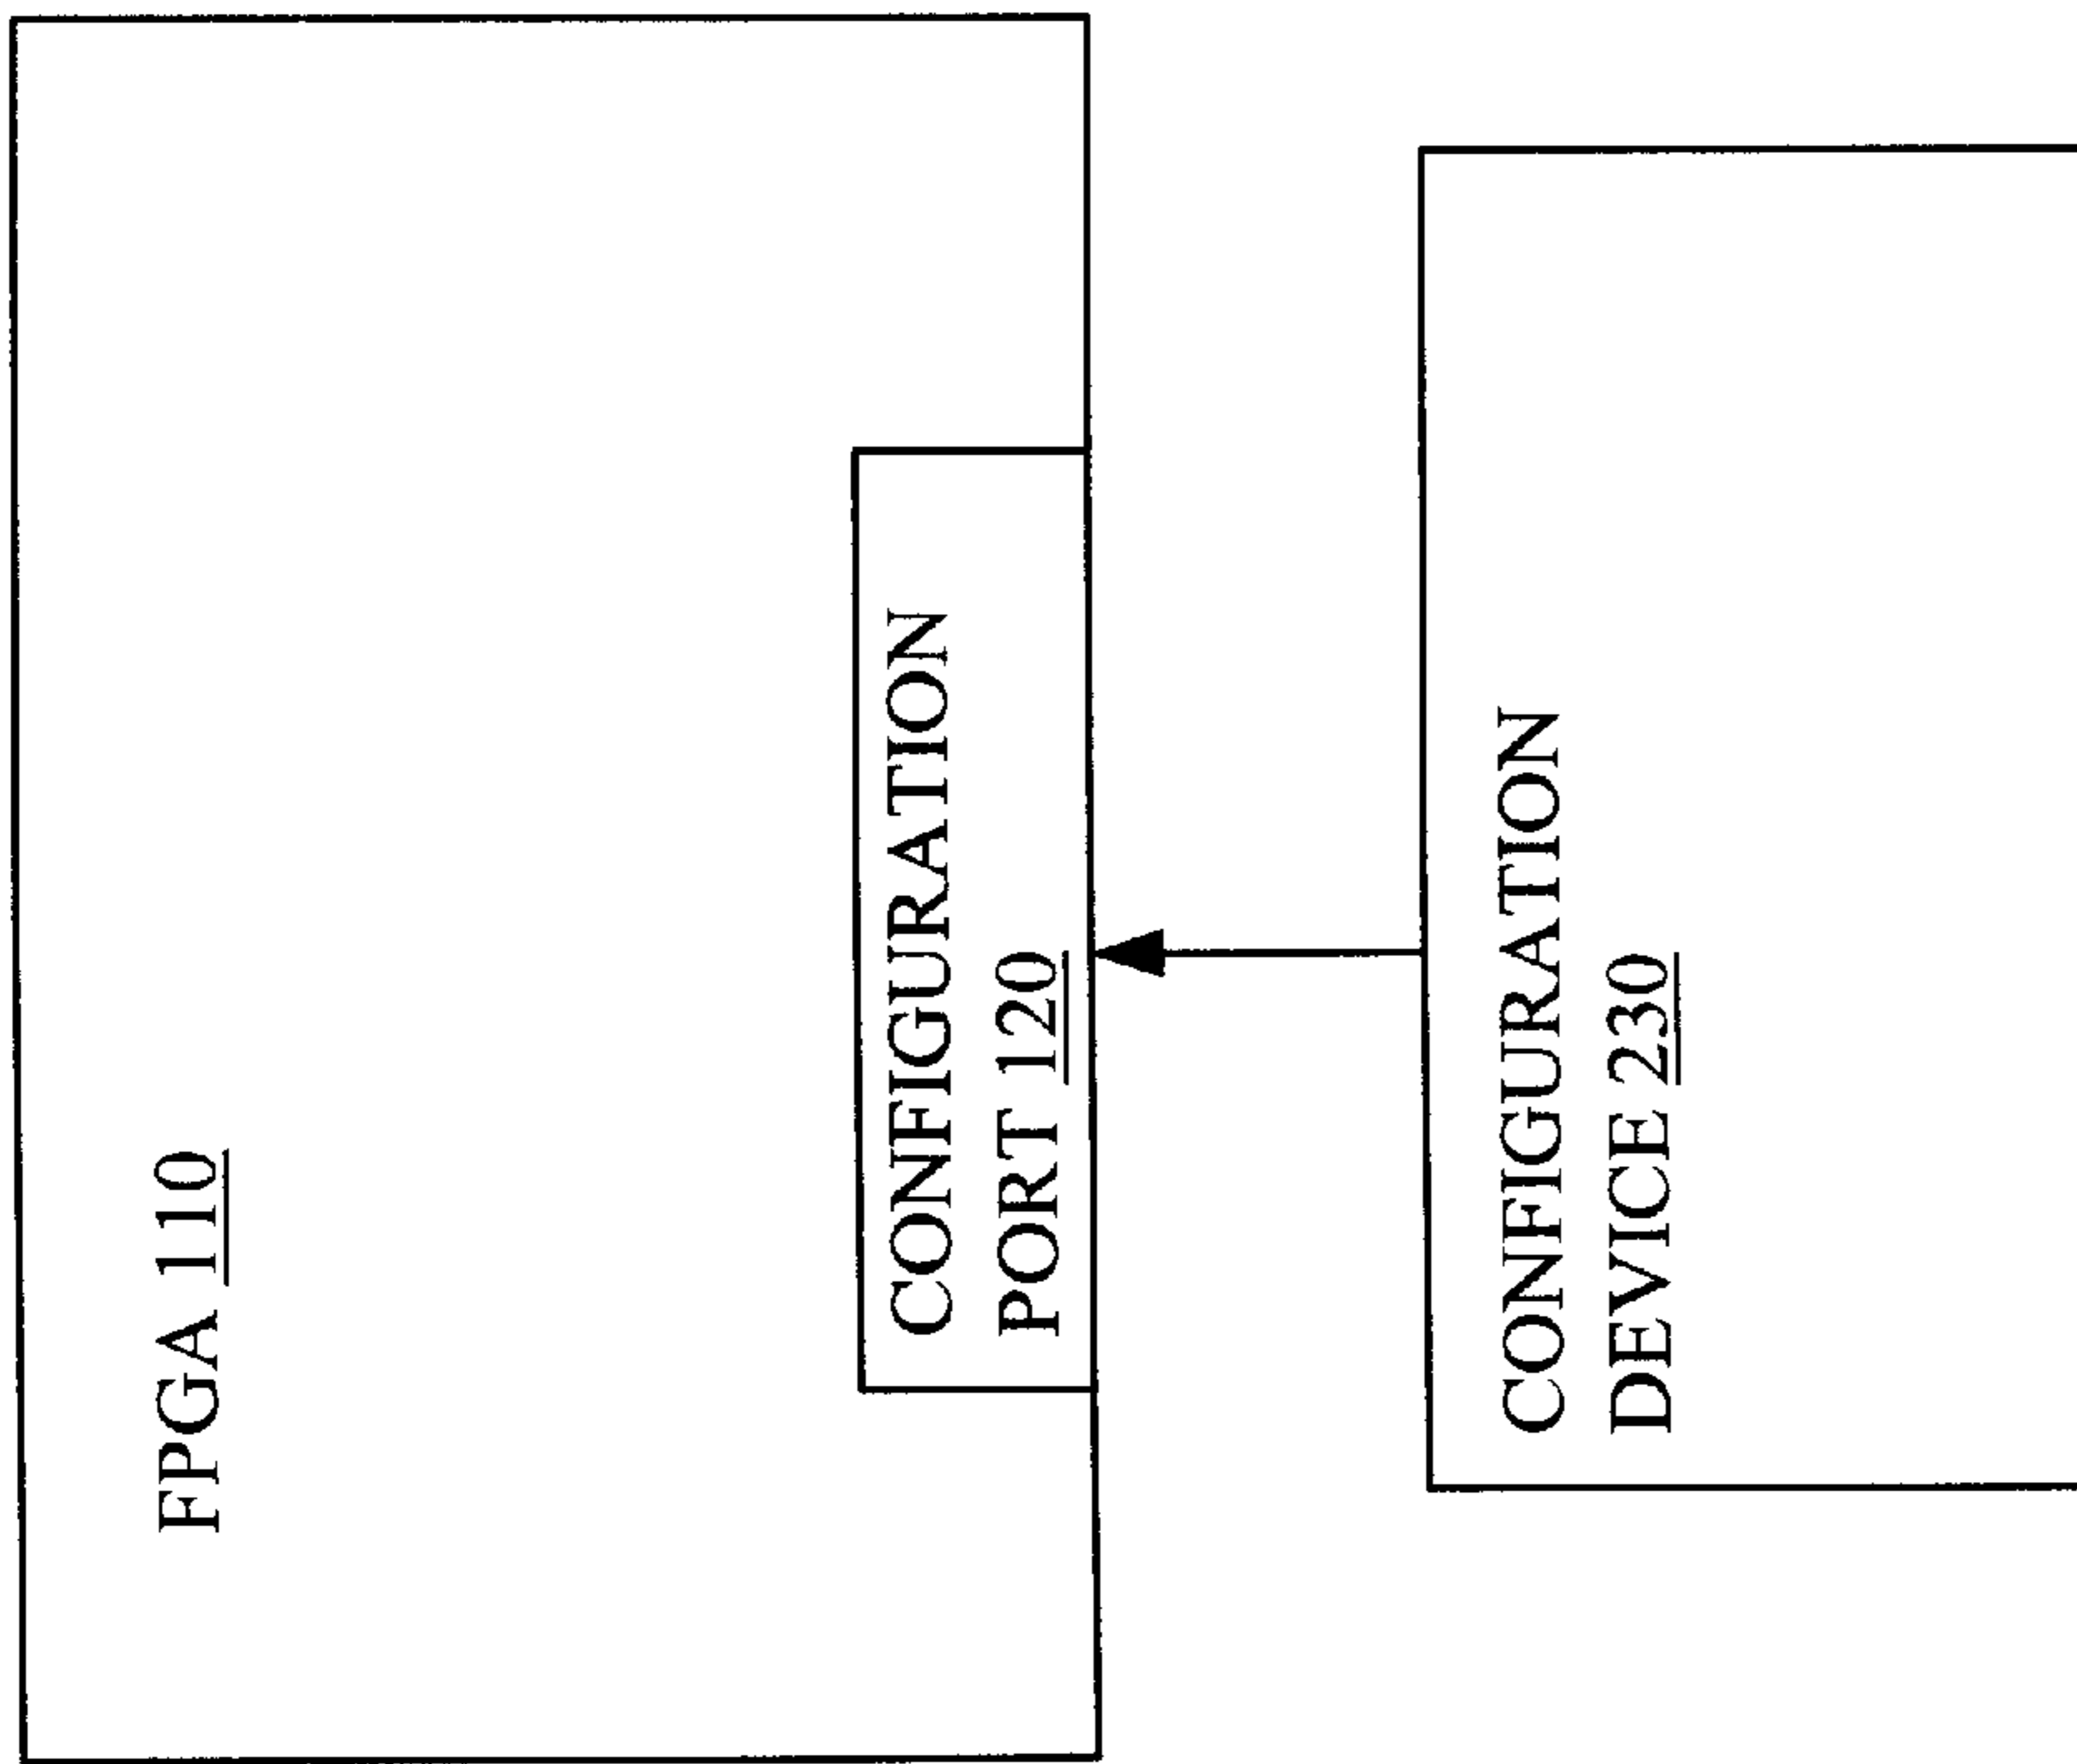 FPGA 110
CONFIGURATION
PORT 120
CONFIGURATION
DEVICE 230